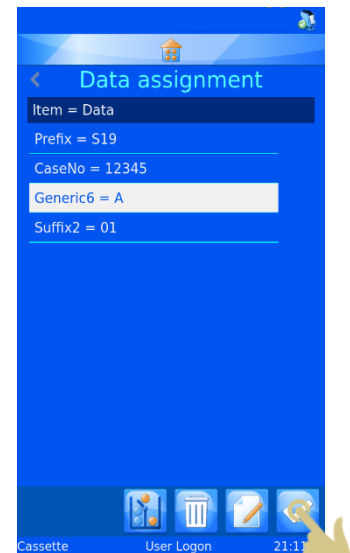 Data assignment
Item = Data
Prefix = S19
CaseNo = 12345
Generic6 = A
Suffix2 = 01
Cassette User Logon 21:11